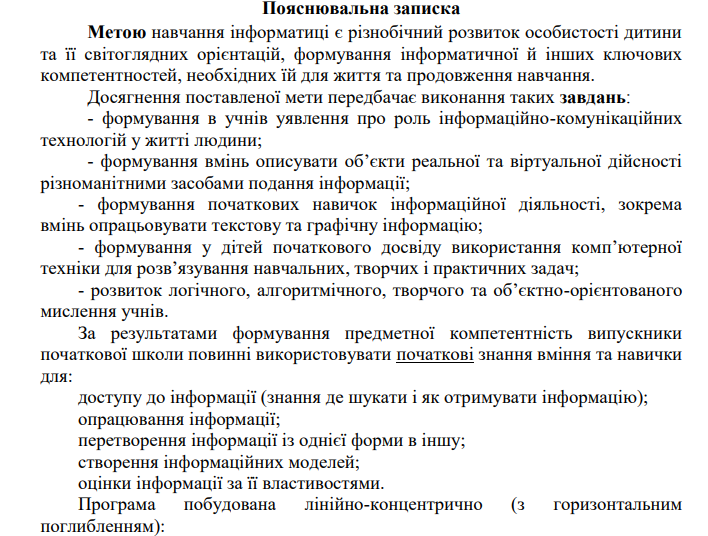 Пояснювальна записка
Метою навчання інформатиці є різнобічний розвиток особистості дитини
та її світоглядних орієнтацій, формування інформатичної й інших ключових
компетентностей, необхідних їй для життя та продовження навчання.
Досягнення поставленої мети передбачає виконання таких завдань:
- формування в учнів уявлення про роль інформаційно-комунікаційних
технологій у житті людини;
- формування вмінь описувати об’єкти реальної та віртуальної дійсності
різноманітними засобами подання інформації;
- формування початкових навичок інформаційної діяльності, зокрема
вмінь опрацьовувати текстову та графічну інформацію;
- формування у дітей початкового досвіду використання комп’ютерної
техніки для розв’язування навчальних, творчих і практичних задач;
- розвиток логічного, алгоритмічного, творчого та об’єктно-орієнтованого
мислення учнів.
За результатами формування предметної компетентність випускники
початкової школи повинні використовувати початкові знання вміння та навички
для:
доступу до інформації (знання де шукати і як отримувати інформацію);
опрацювання інформації;
перетворення інформації із однієї форми в іншу;
створення інформаційних моделей;
оцінки інформації за її властивостями.
Програма побудована лінійно-концентрично (з горизонтальним
поглибленням):